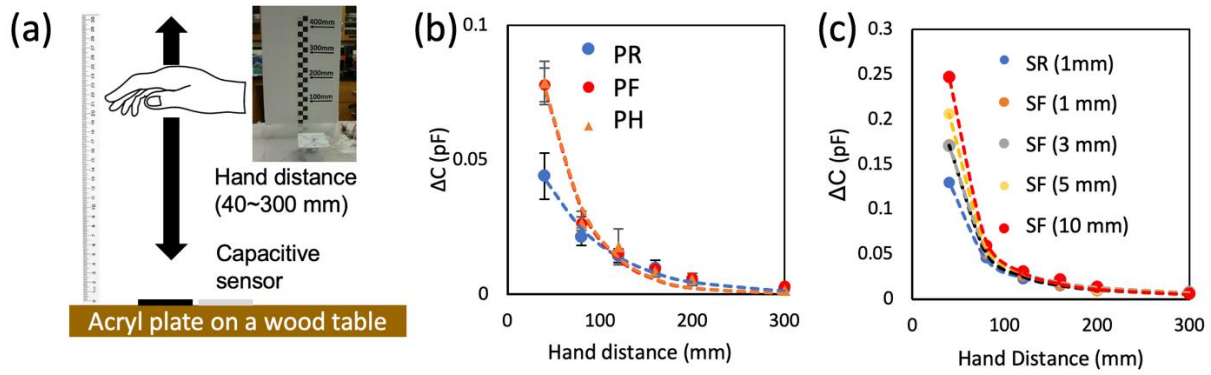 (a)
400mm
300mm
200mm
100mm
Hand distance
(40~300 mm)
Capacitive
sensor
Acryl plate on a wood table
(b)
0.1
0.05
0
ΔC (pF)
PR
PF
PH
0
100
200
300
Hand distance (mm)
(c)
0.3
0.25
0.2
0.15
0.1
0.05
0
ΔC (pF)
SR (1mm)
SF (1 mm)
SF (3 mm)
SF (5 mm)
SF (10 mm)
0
100
200
300
Hand Distance (mm)